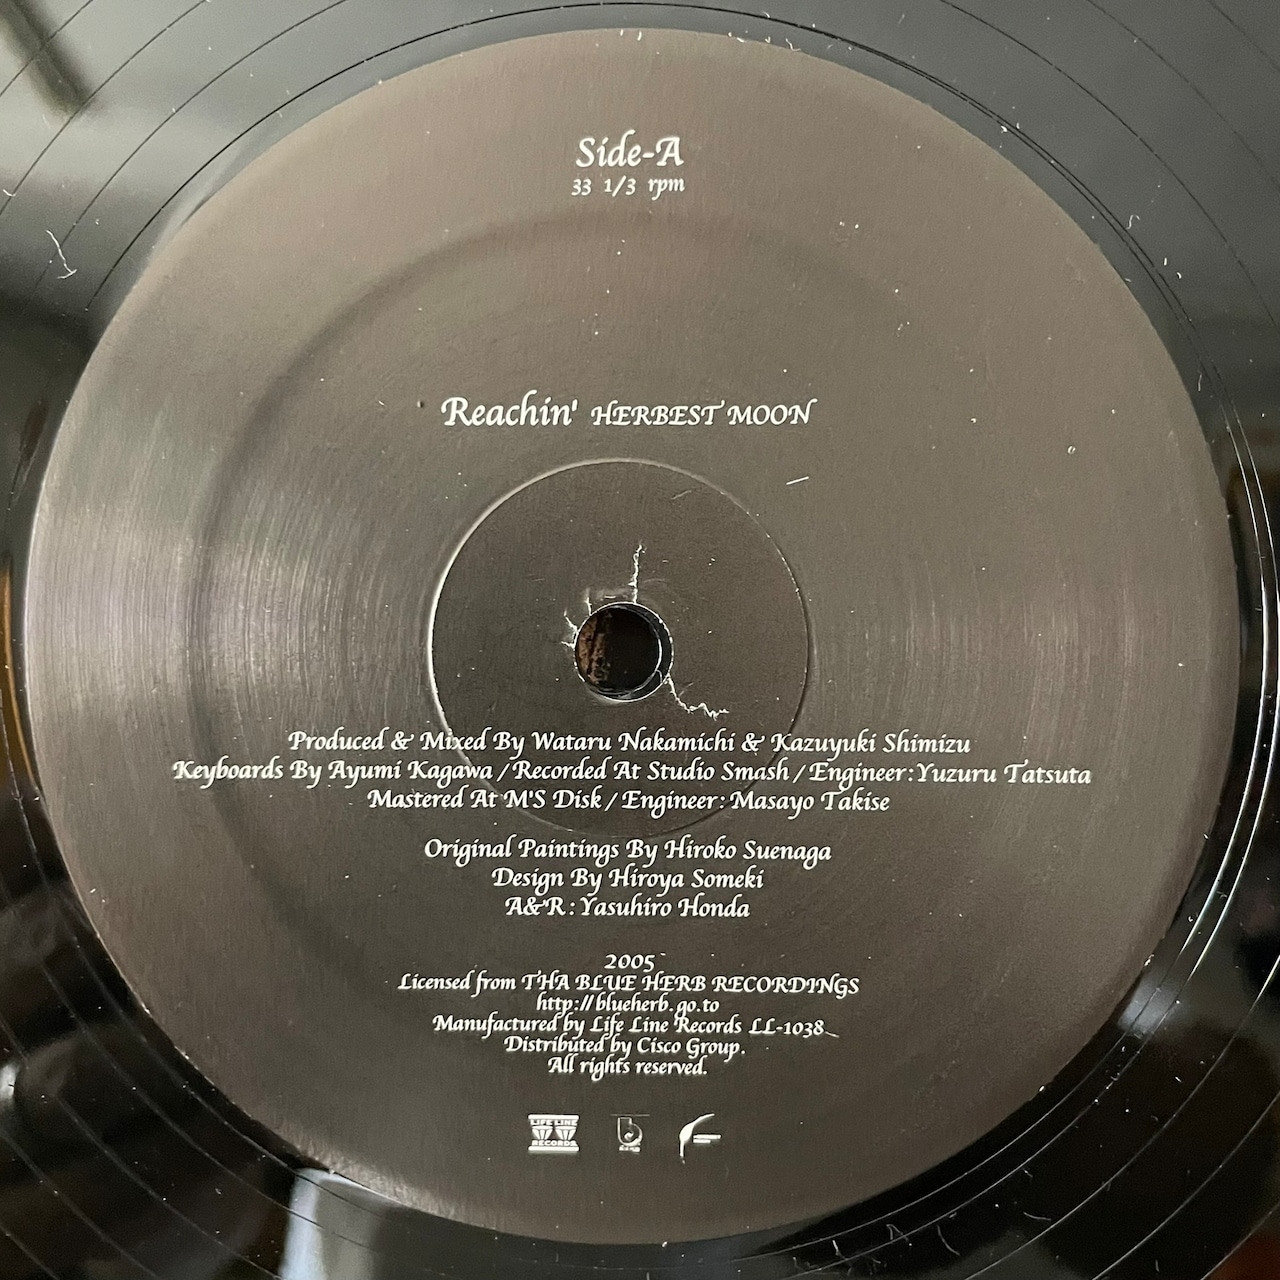 Side-A
33 1/3 rpm
Reachin' HERBEST MOON
Produced & Mixed By Wataru Nakamichi & Kazuyuki Shimizu
Keyboards By Ayumi Kagawa / Recorded At Studio Smash / Engineer:Yuzuru Tatsuta
Mastered At M'S Disk / Engineer: Masayo Takise
Original Paintings By Hiroko Suenaga
Design By Hiroya Someki
A&R: Yasuhiro Honda
2005
Licensed from THA BLUE HERB RECORDINGS
http://blueherb.go.to
Manufactured by Life Line Records LL-1038
Distributed by Cisco Group.
All rights reserved.
LIFE LINE
RECORDS